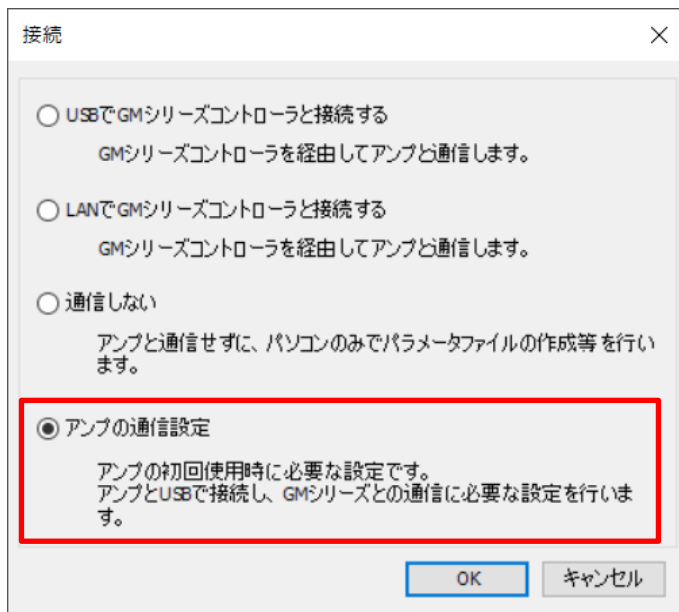 接続
USBでGMシリーズコントローラと接続する
GMシリーズコントローラを経由してアンプと通信します。
LANでGMシリーズコントローラと接続する
GMシリーズコントローラを経由してアンプと通信します。
通信しない
アンプと通信せずに、パソコンのみでパラメータファイルの作成等を行い
ます。
アンプの通信設定
アンプの初回使用時に必要な設定です。
アンプとUSBで接続し、GMシリーズとの通信に必要な設定を行いま
す。
OK
キャンセル